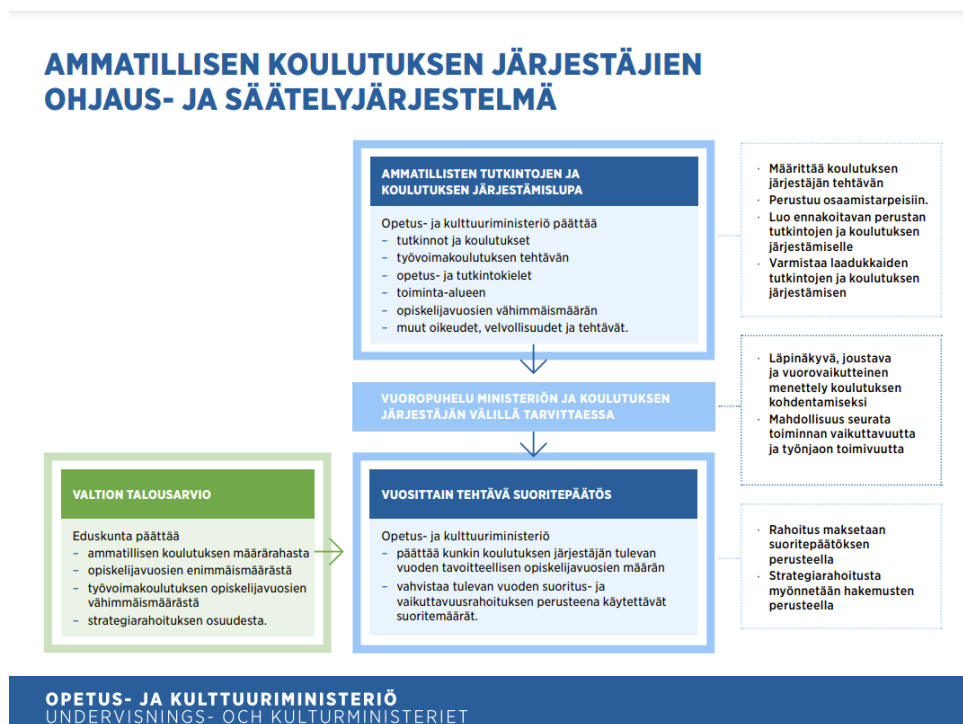 AMMATILLISEN KOULUTUKSEN JÄRJESTÄJIEN
OHJAUS- JA SÄÄTELYJÄRJESTELMÄ
AMMATILLISTEN TUTKINTOJEN JA
KOULUTUKSEN JÄRJESTÄMISLUPA
Opetus- ja kulttuuriministeriö päättää
– tutkinnot ja koulutukset
– työvoimakoulutuksen tehtävän
– opetus- ja tutkintokielet
– toiminta-alueen
– opiskelijavuosien vähimmäismäärän
– muut oikeudet, velvollisuudet ja tehtävät.
· Määrittää koulutuksen
järjestäjän tehtävän
· Perustuu osaamistarpeisiin.
· Luo ennakoitavan perustan
tutkintojen ja koulutuksen
järjestämiselle
· Varmistaa laadukkaiden
tutkintojen ja koulutuksen
järjestämisen
VUOROPUHELU MINISTERIÖN JA KOULUTUKSEN
JÄRJESTÄJÄN VÄLILLÄ TARVITTAESSA
· Läpinäkyvä, joustava
ja vuorovaikutteinen
menettely koulutuksen
kohdentamiseksi
· Mahdollisuus seurata
toiminnan vaikuttavuutta
ja työnjaon toimivuutta
VALTION TALOUSARVIO
Eduskunta päättää
– ammatillisen koulutuksen määrärahasta
– opiskelijavuosien enimmäismäärästä
– työvoimakoulutuksen opiskelijavuosien
vähimmäismäärästä
– strategiarahoituksen osuudesta.
VUOSITTAIN TEHTÄVÄ SUORITEPÄÄTÖS
Opetus- ja kulttuuriministeriö
– päättää kunkin koulutuksen järjestäjän tulevan
vuoden tavoitteellisen opiskelijavuosien määrän
– vahvistaa tulevan vuoden suoritus- ja
vaikuttavuusrahoituksen perusteena käytettävät
suoritemäärät.
· Rahoitus maksetaan
suoritepäätöksen
perusteella
· Strategiarahoitusta
myönnetään hakemusten
perusteella
OPETUS- JA KULTTUURIMINISTERIÖ
UNDERVISNINGS- OCH KULTURMINISTERIET